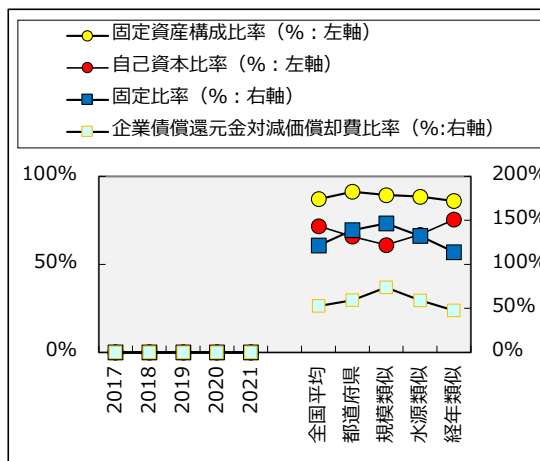 固定資産構成比率（%：左軸）
自己資本比率（%：左軸）
固定比率（%：右軸）
企業債償還元金対減価償却費比率（%:右軸）
100%
50%
0%
200%
150%
100%
50%
0%
2017
2018
2019
2020
2021
全国平均
都道府県
規模類似
水源類似
経年類似